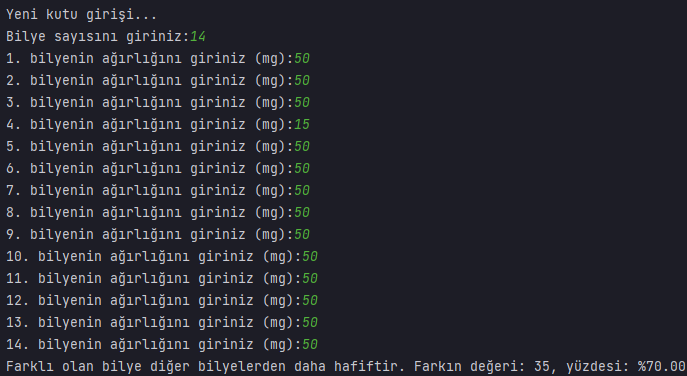 Yeni kutu girişi...
Bilye sayısını giriniz:14
1. bilyenin ağırlığını giriniz (mg):50
2. bilyenin ağırlığını giriniz (mg):50
3. bilyenin ağırlığını giriniz (mg):50
4. bilyenin ağırlığını giriniz (mg):15
5. bilyenin ağırlığını giriniz (mg):50
6. bilyenin ağırlığını giriniz (mg):50
7. bilyenin ağırlığını giriniz (mg):50
8. bilyenin ağırlığını giriniz (mg):50
9. bilyenin ağırlığını giriniz (mg):50
10. bilyenin ağırlığını giriniz (mg):50
11. bilyenin ağırlığını giriniz (mg):50
12. bilyenin ağırlığını giriniz (mg):50
13. bilyenin ağırlığını giriniz (mg):50
14. bilyenin ağırlığını giriniz (mg):50
Farklı olan bilye diğer bilyelerden daha hafiftir. Farkın değeri: 35, yüzdesi: %70.00